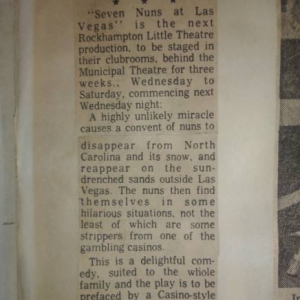 "Seven Nuns at Las
Vegas" is the next
Rockhampton Little Theatre
production, to be staged in
their clubrooms, behind the
Municipal Theatre for three
weeks., Wednesday to
Saturday, commencing next
Wednesday night:
A highly unlikely miracle
causes a convent of nuns to
disappear from North
Carolina and its snow, and
reappear on the sun-
drenched sands outside Las
Vegas. The nuns then find
themselves in some
hilarious situations, not
the least of which are some
strippers from one of the
gambling casinos.
This is a delightful com-
edy, suited to the whole
family and the play is to be
prefaced by a Casino-style